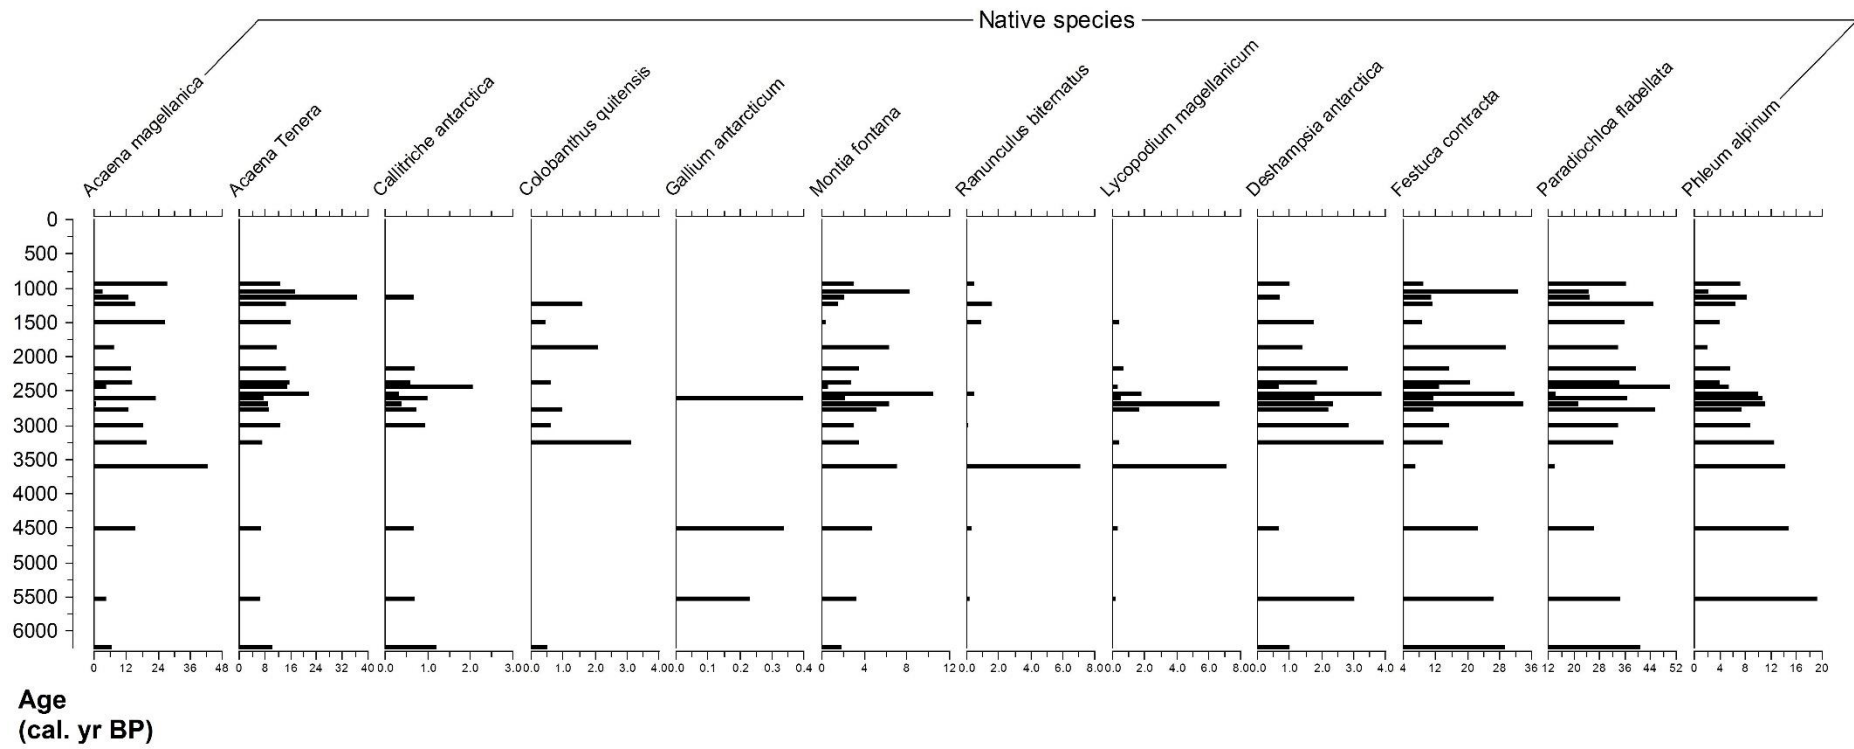 Native species
Acaena magellanica
Acaena Tenera
Callitriche antarctica
Colobanthus quitensis
Gallium antarcticum
Montia fontana
Ranunculus biternatus
Lycopodium magellanicum
Deshampsia antarctica
Festuca contracta
Paradiochloa flabellata
Phleum alpinum
0
500
1000
1500
2000
2500
3000
3500
4000
4500
5000
5500
6000
0 12 24 36 48
0 8 16 24 32 40
0.0 1.0 2.0 3.0
0.0 1.0 2.0 3.0 4.0
0.0 0.1 0.2 0.3 0.4
0 4 8 12
0.0 2.0 4.0 6.0 8.0
0.0 2.0 4.0 6.0 8.0
0.0 1.0 2.0 3.0 4.0
4 12 20 28 36
12 20 28 36 44 52
0 4 8 12 16 20
Age
(cal. yr BP)